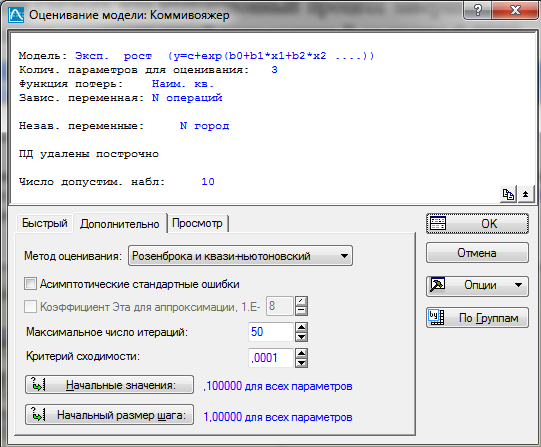 Оценивание модели: Коммивояжер
Модель: Эксп. рост (y=c+exp(b0+b1*x1+b2*x2 ....))
Колич. параметров для оценивания: 3
Функция потерь: Наим. кв.
Завис. переменная: N операций
Незав. переменные: N город
ПД удалены построчно
Число допустим. набл: 10
Быстрый Дополнительно Просмотр
OK
Метод оценивания: Розенброка и квази-ньютоновский
Отмена
Асимптотические стандартные ошибки
Опции
Коэффициент Эта для аппроксимации, 1.E- 8
По Группам
Максимальное число итераций: 50
Критерий сходимости: ,0001
Начальные значения: ,100000 для всех параметров
Начальный размер шага: 1,00000 для всех параметров